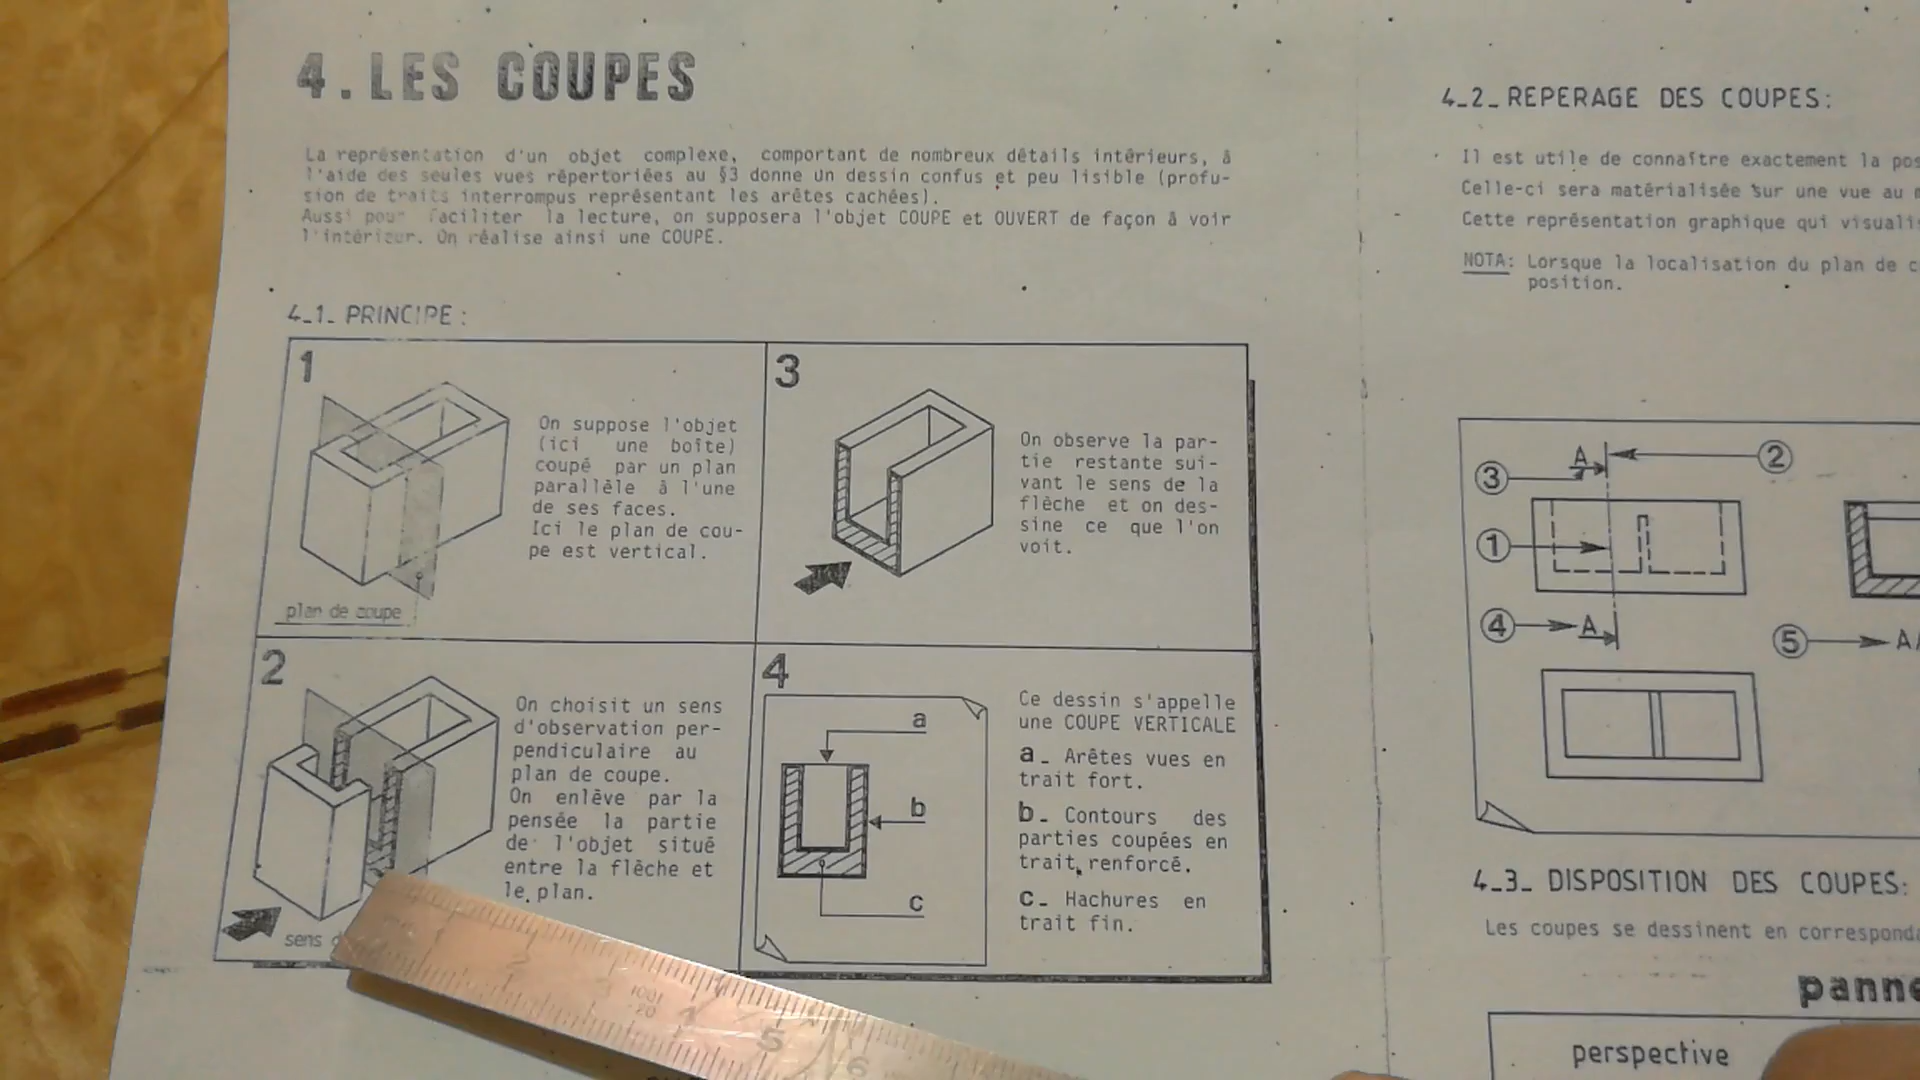 4. LES COUPES
La représentation d'un objet complexe, comportant de nombreux détails intérieurs, à
l'aide des seules vues répertoriées au §3 donne un dessin confus et peu lisible (profu-
sion de traits interrompus représentant les arêtes cachées).
Aussi pour faciliter la lecture, on supposera l'objet COUPE et OUVERT de façon à voir
l'intérieur. On réalise ainsi une COUPE.
4_1_ PRINCIPE :
1
On suppose l'objet
(ici une boîte)
coupé par un plan
parallèle à l'une
de ses faces.
Ici le plan de cou-
pe est vertical.
plan de coupe
2
On choisit un sens
d'observation per-
pendiculaire au
plan de coupe.
On enlève par la
pensée la partie
de l'objet situé
entre la flèche et
le plan.
sens
3
On observe la par-
tie restante sui-
vant le sens de la
flèche et on des-
sine ce que l'on
voit.
4
a
b
c
Ce dessin s'appelle
une COUPE VERTICALE
a_ Arêtes vues en
trait fort.
b_ Contours des
parties coupées en
trait renforcé.
c_ Hachures en
trait fin.
1001
-20
5
6
4_2_ REPERAGE DES COUPES :
Il est utile de connaître exactement la pos
Celle-ci sera matérialisée sur une vue au m
Cette représentation graphique qui visualis
NOTA: Lorsque la localisation du plan de c
position.
A
2
3
1
4
A
5
A
4_3_ DISPOSITION DES COUPES :
Les coupes se dessinent en corresponda
panne
perspective